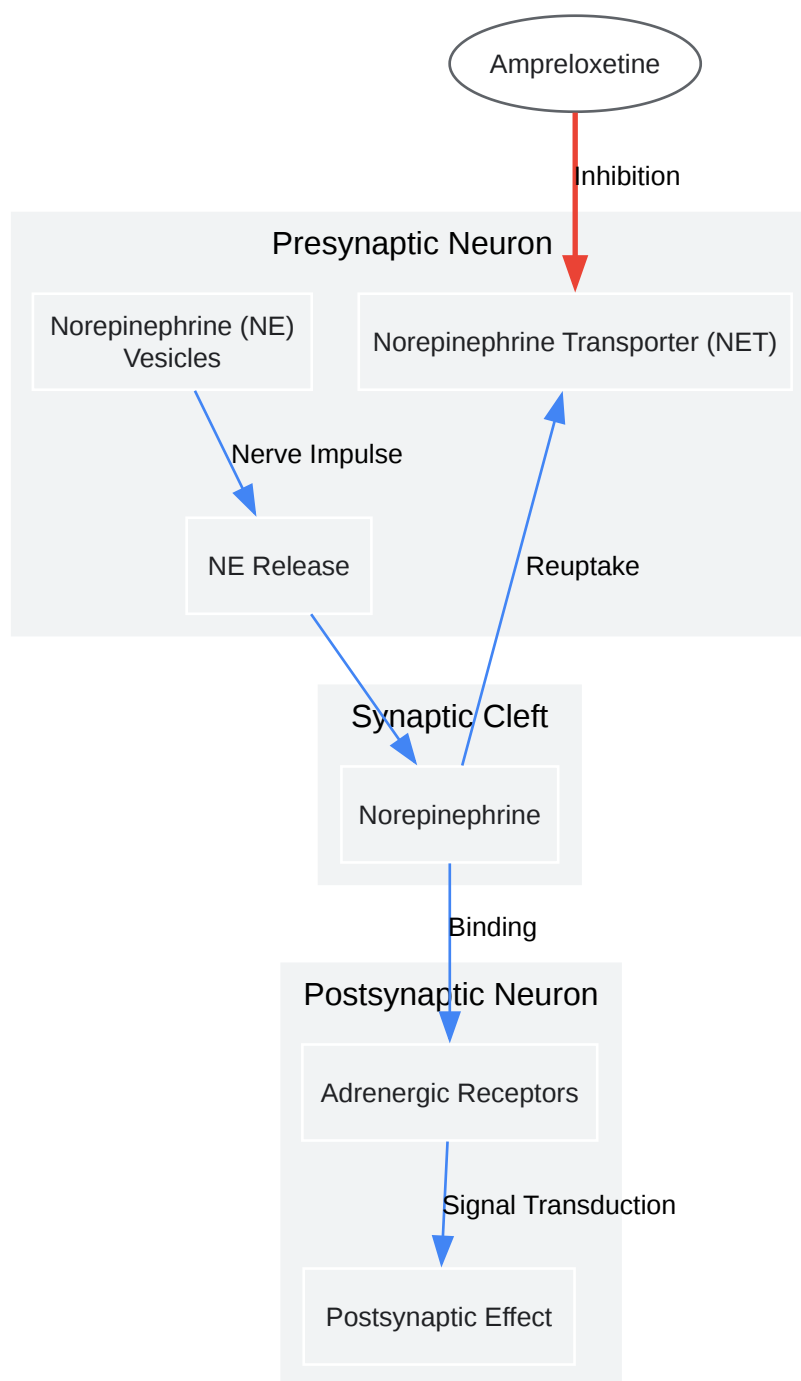 Ampreloxetine
Inhibition
Presynaptic Neuron
Norepinephrine (NE)
Vesicles
Norepinephrine Transporter (NET)
Nerve Impulse
NE Release
Reuptake
Synaptic Cleft
Norepinephrine
Binding
Postsynaptic Neuron
Adrenergic Receptors
Signal Transduction
Postsynaptic Effect